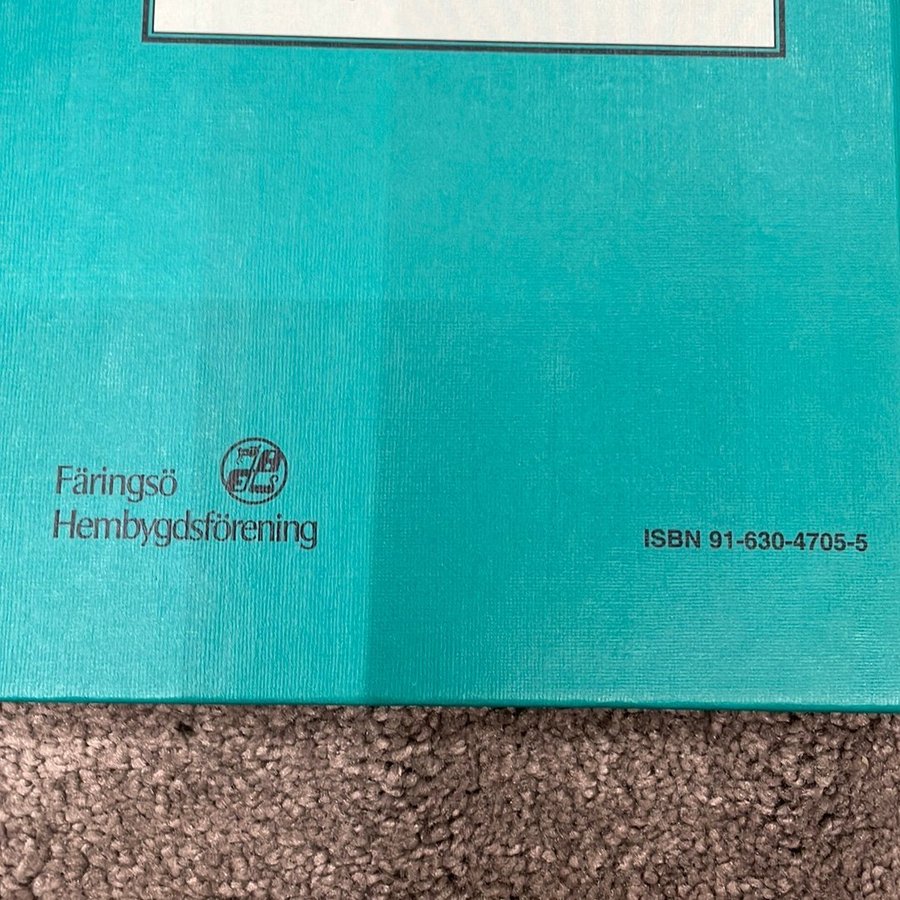 Färingsö
Hembygdsförening
ISBN 91-630-4705-5